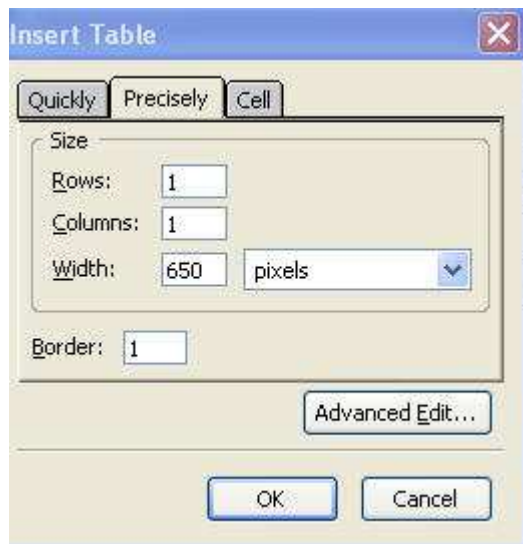 Insert Table
Quickly Precisely Cell
Size
Rows: 1
Columns: 1
Width: 650 pixels
Border: 1
Advanced Edit...
OK Cancel